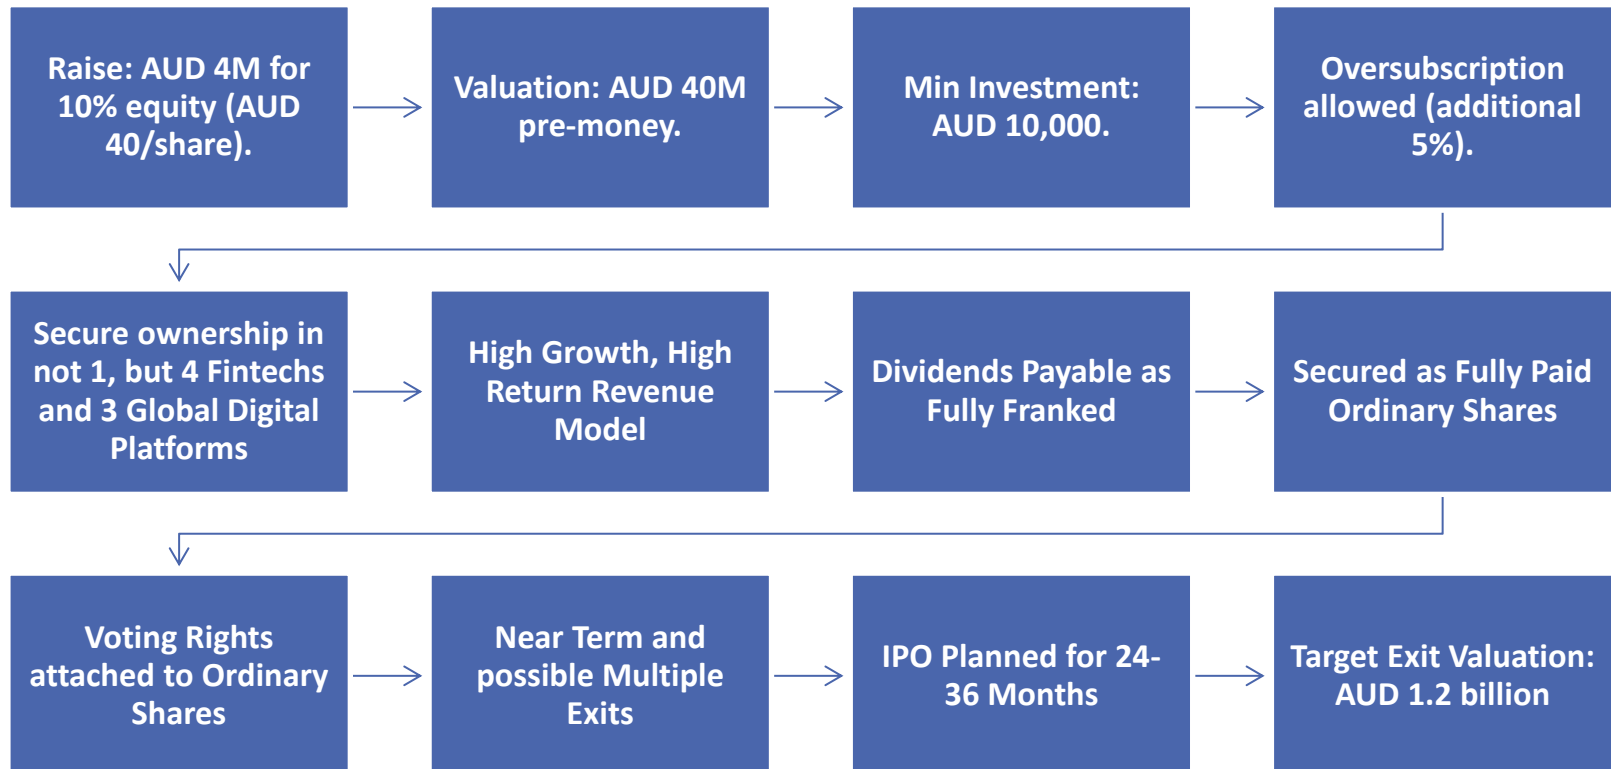 Raise: AUD 4M for
10% equity (AUD
40/share).
Valuation: AUD 40M
pre-money.
Min Investment:
AUD 10,000.
Oversubscription
allowed (additional
5%).
Secure ownership in
not 1, but 4 Fintechs
and 3 Global Digital
Platforms
High Growth, High
Return Revenue
Model
Dividends Payable as
Fully Franked
Secured as Fully Paid
Ordinary Shares
Voting Rights
attached to Ordinary
Shares
Near Term and
possible Multiple
Exits
IPO Planned for 24-
36 Months
Target Exit Valuation:
AUD 1.2 billion